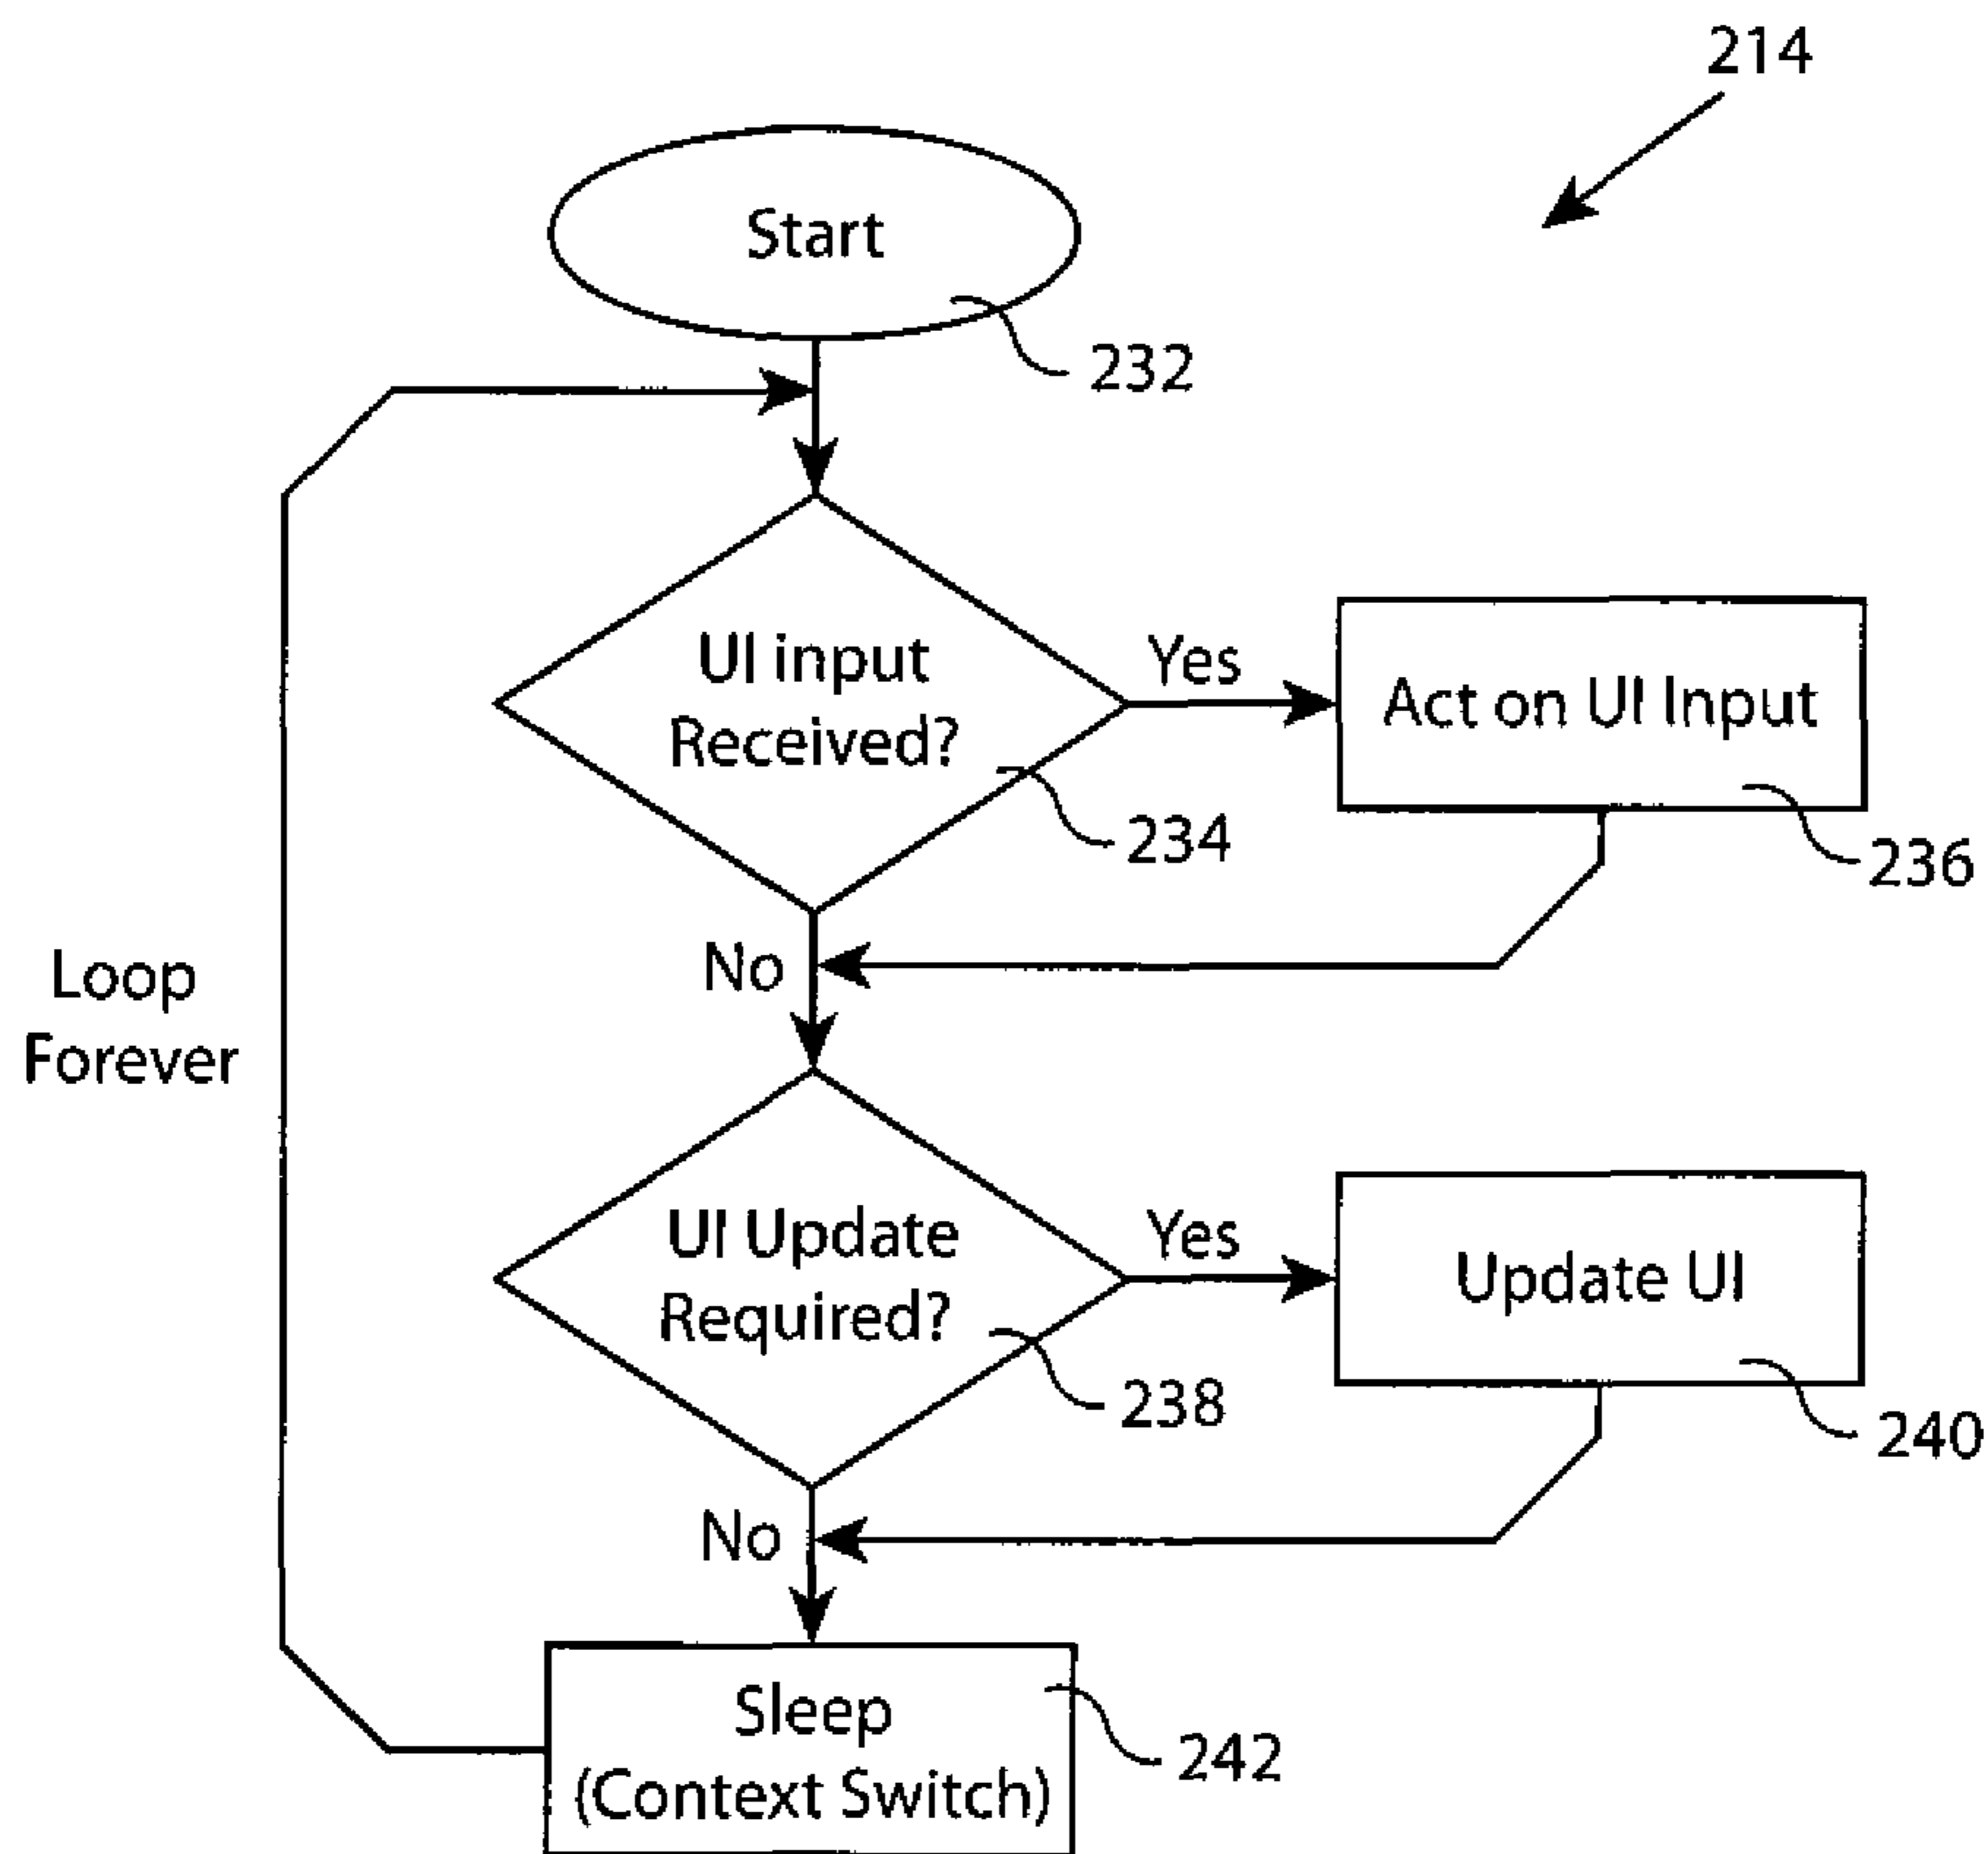 214
Start
232
UI input
Received?
Yes
Act on UI Input
234
236
No
Loop
Forever
UI Update
Required?
Yes
Update UI
238
240
No
Sleep
(Context Switch)
242